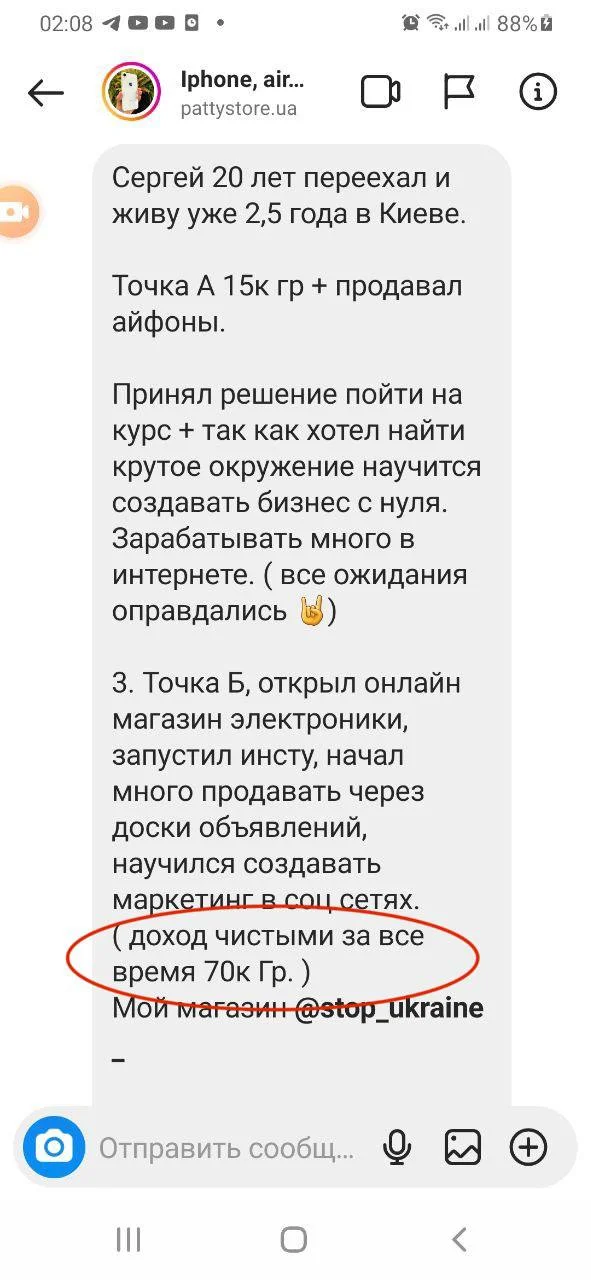 02:08
88%
Iphone, air...
pattystore.ua
Сергей 20 лет переехал и
живу уже 2,5 года в Киеве.
Точка А 15к гр + продавал
айфоны.
Принял решение пойти на
курс + так как хотел найти
крутое окружение научится
создавать бизнес с нуля.
Зарабатывать много в
интернете. ( все ожидания
оправдались 🤘)
3. Точка Б, открыл онлайн
магазин электроники,
запустил инсту, начал
много продавать через
доски объявлений,
научился создавать
маркетинг в соц сетях.
( доход чистыми за все
время 70к Гр. )
Мой магазин @stop_ukraine
–
Отправить сообщ...